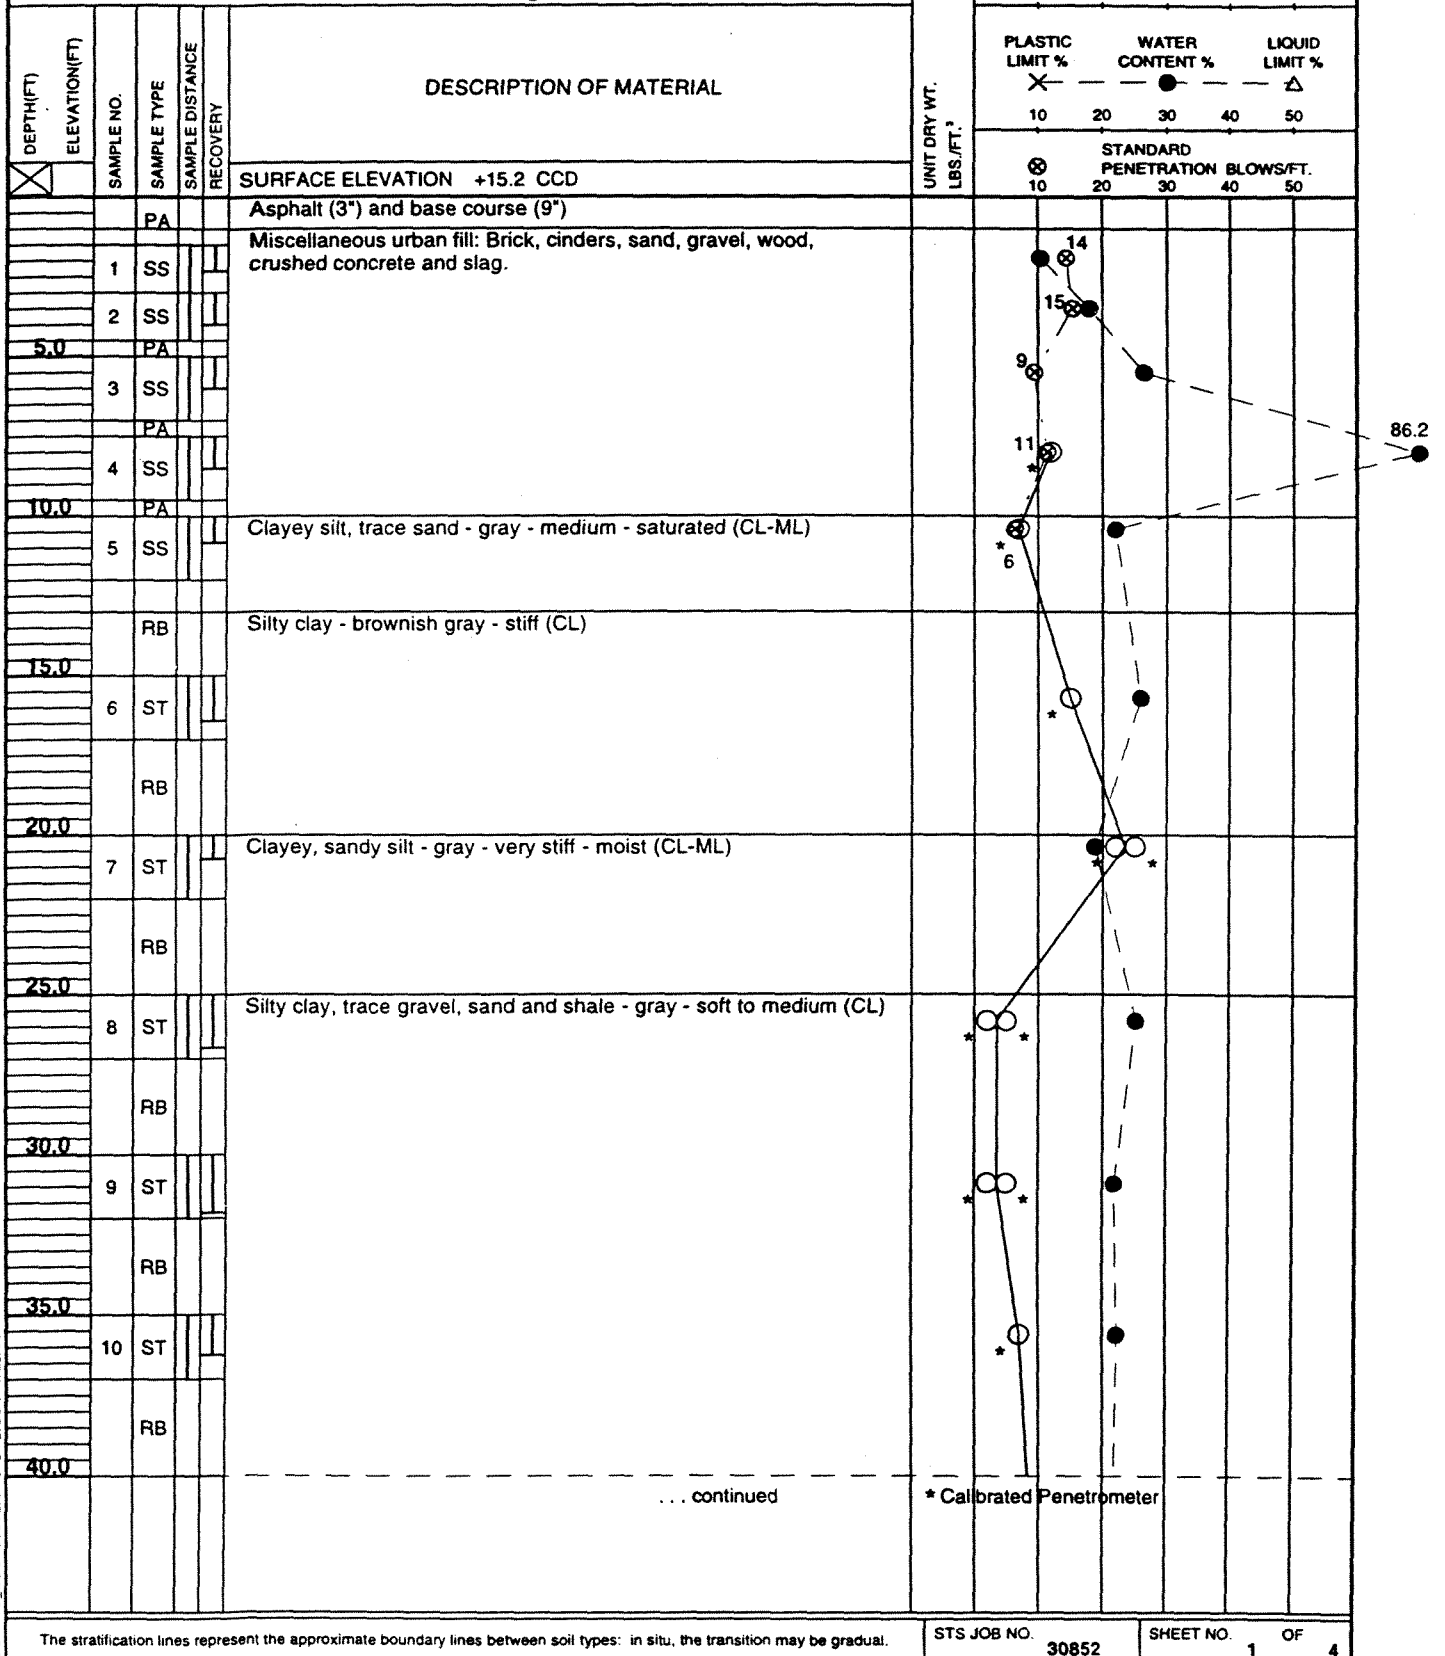 DEPTH(FT)
ELEVATION(FT)
SAMPLE NO.
SAMPLE TYPE
SAMPLE DISTANCE
RECOVERY
DESCRIPTION OF MATERIAL
SURFACE ELEVATION +15.2 CCD
UNIT DRY WT.
LBS./FT.³
PLASTIC LIMIT %
WATER CONTENT %
LIQUID LIMIT %
10 20 30 40 50
STANDARD
PENETRATION BLOWS/FT.
10 20 30 40 50
PA
Asphalt (3") and base course (9")
Miscellaneous urban fill: Brick, cinders, sand, gravel, wood,
crushed concrete and slag.
14
1 SS
15
2 SS
5.0 PA
9
3 SS
PA
86.2
11
4 SS
*
10.0 PA
Clayey silt, trace sand - gray - medium - saturated (CL-ML)
5 SS
* 6
RB
Silty clay - brownish gray - stiff (CL)
15.0
6 ST
*
RB
20.0
Clayey, sandy silt - gray - very stiff - moist (CL-ML)
7 ST
* *
RB
25.0
Silty clay, trace gravel, sand and shale - gray - soft to medium (CL)
8 ST
* *
RB
30.0
9 ST
* *
RB
35.0
10 ST
*
RB
40.0
... continued
* Calibrated Penetrometer
The stratification lines represent the approximate boundary lines between soil types: in situ, the transition may be gradual.
STS JOB NO.
30852
SHEET NO. 1 OF 4